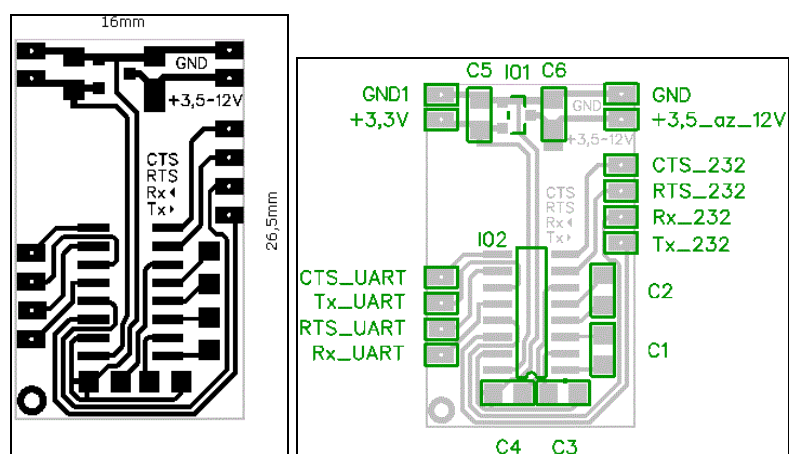 16mm
GND
+3,5-12V
CTS
RTS
Rx◂
Tx▸
26,5mm
C5 IO1 C6
GND1
GND
+3,3V
+3,5_az_12V
GND
+3,5-12V
CTS_232
RTS_232
Rx_232
Tx_232
CTS
RTS
Rx◂
Tx▸
IO2
CTS_UART
Tx_UART
RTS_UART
Rx_UART
C2
C1
C4 C3